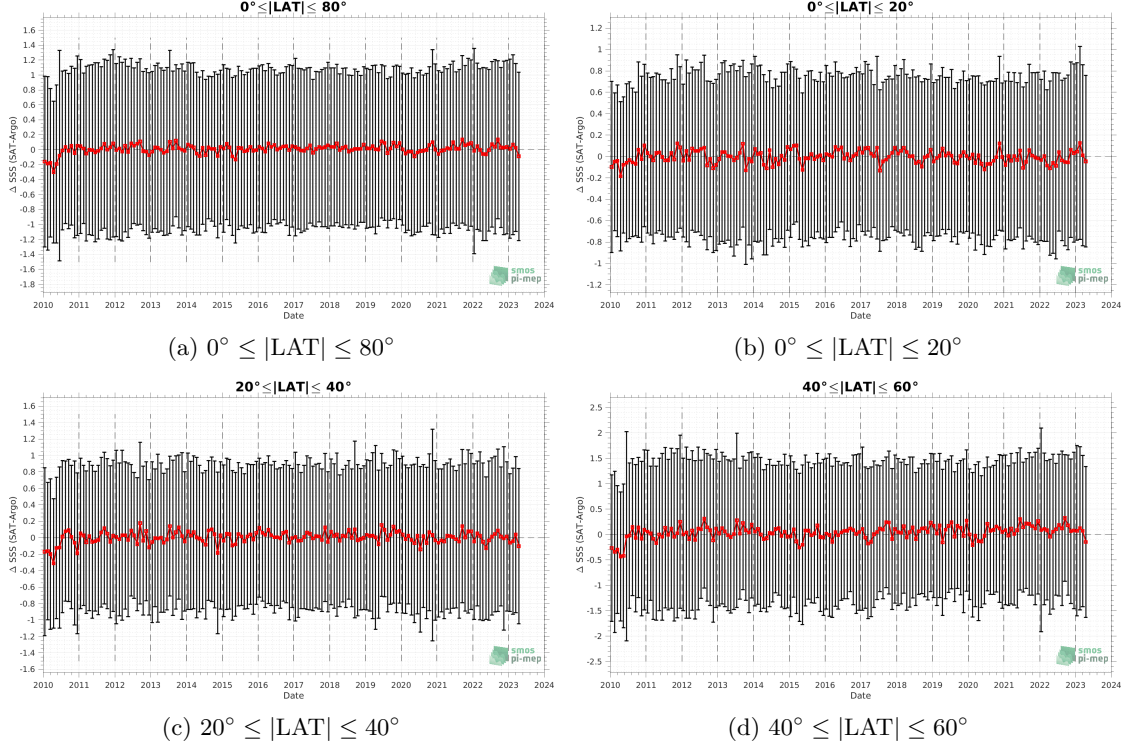 0°≤|LAT|≤ 80°
1.6
1.4
1.2
1
0.8
0.6
0.4
0.2
0
-0.2
-0.4
-0.6
-0.8
-1
-1.2
-1.4
-1.6
-1.8
Δ SSS (SAT-Argo)
2010 2011 2012 2013 2014 2015 2016 2017 2018 2019 2020 2021 2022 2023 2024
Date
smos
pi-mep
(a) 0° ≤ |LAT| ≤ 80°
0°≤|LAT|≤ 20°
1.2
1
0.8
0.6
0.4
0.2
0
-0.2
-0.4
-0.6
-0.8
-1
-1.2
Δ SSS (SAT-Argo)
2010 2011 2012 2013 2014 2015 2016 2017 2018 2019 2020 2021 2022 2023 2024
Date
smos
pi-mep
(b) 0° ≤ |LAT| ≤ 20°
20°≤|LAT|≤ 40°
1.6
1.4
1.2
1
0.8
0.6
0.4
0.2
0
-0.2
-0.4
-0.6
-0.8
-1
-1.2
-1.4
-1.6
Δ SSS (SAT-Argo)
2010 2011 2012 2013 2014 2015 2016 2017 2018 2019 2020 2021 2022 2023 2024
Date
smos
pi-mep
(c) 20° ≤ |LAT| ≤ 40°
40°≤|LAT|≤ 60°
2.5
2
1.5
1
0.5
0
-0.5
-1
-1.5
-2
-2.5
Δ SSS (SAT-Argo)
2010 2011 2012 2013 2014 2015 2016 2017 2018 2019 2020 2021 2022 2023 2024
Date
smos
pi-mep
(d) 40° ≤ |LAT| ≤ 60°